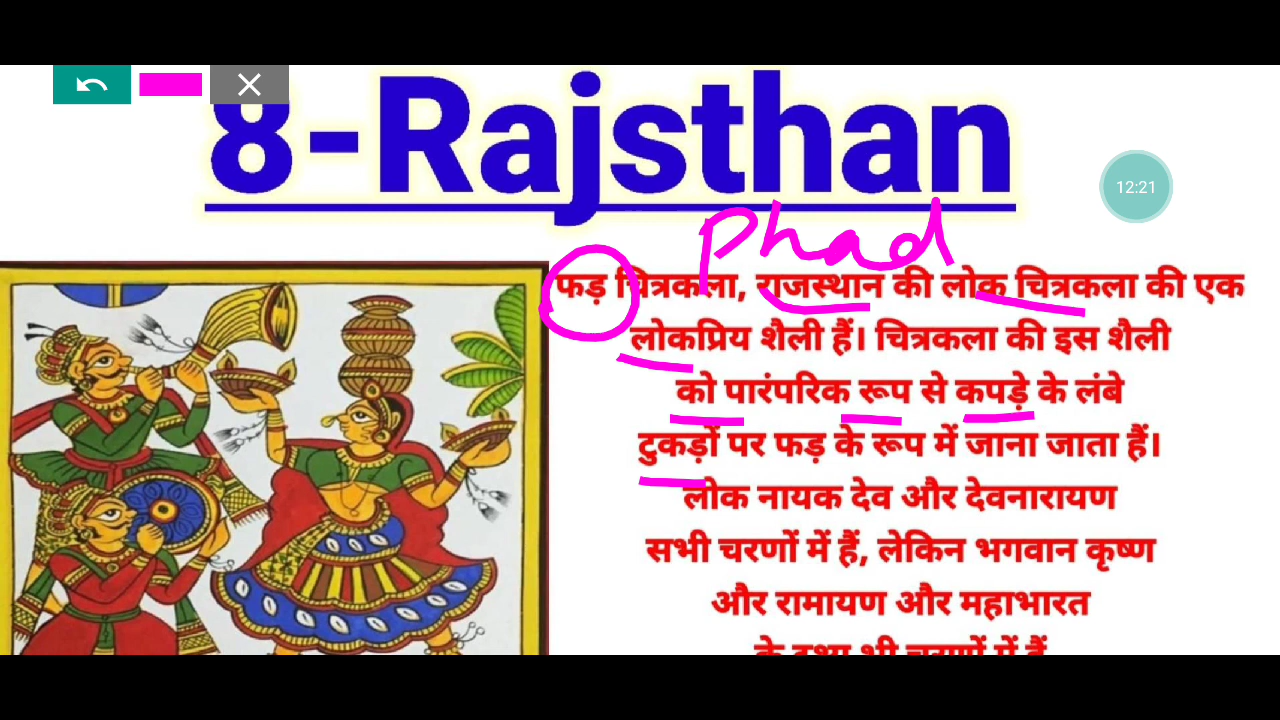 8-Rajsthan
12:21
Phad
फड़ चित्रकला, राजस्थान की लोक चित्रकला की एक
लोकप्रिय शैली हैं। चित्रकला की इस शैली
को पारंपरिक रूप से कपड़े के लंबे
टुकड़ों पर फड़ के रूप में जाना जाता हैं।
लोक नायक देव और देवनारायण
सभी चरणों में हैं, लेकिन भगवान कृष्ण
और रामायण और महाभारत